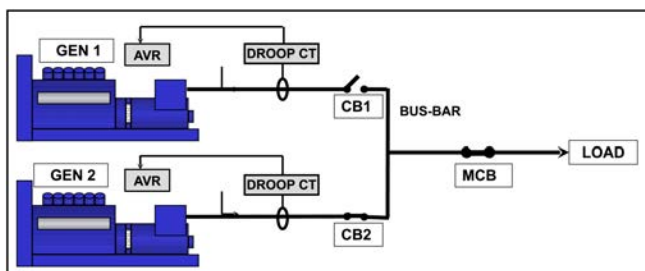 GEN 1
AVR
DROOP CT
CB1
BUS-BAR
MCB
LOAD
GEN 2
AVR
DROOP CT
CB2